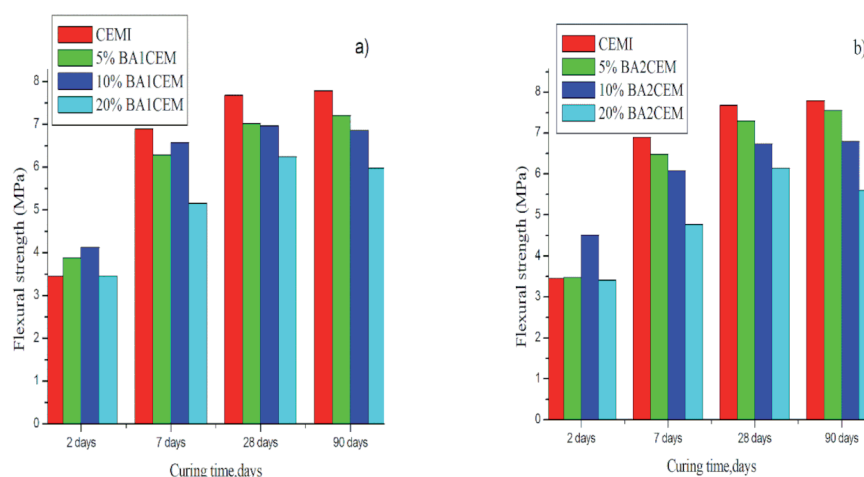 CEMI
5% BA1CEM
10% BA1CEM
20% BA1CEM
a)
8
7
6
5
4
3
2
1
0
Flexural strength (MPa)
2 days
7 days
28 days
90 days
Curing time,days
CEMI
5% BA2CEM
10% BA2CEM
20% BA2CEM
b)
8
7
6
5
4
3
2
1
0
Flexural strength (MPa)
2 days
7 days
28 days
90 days
Curing time,days